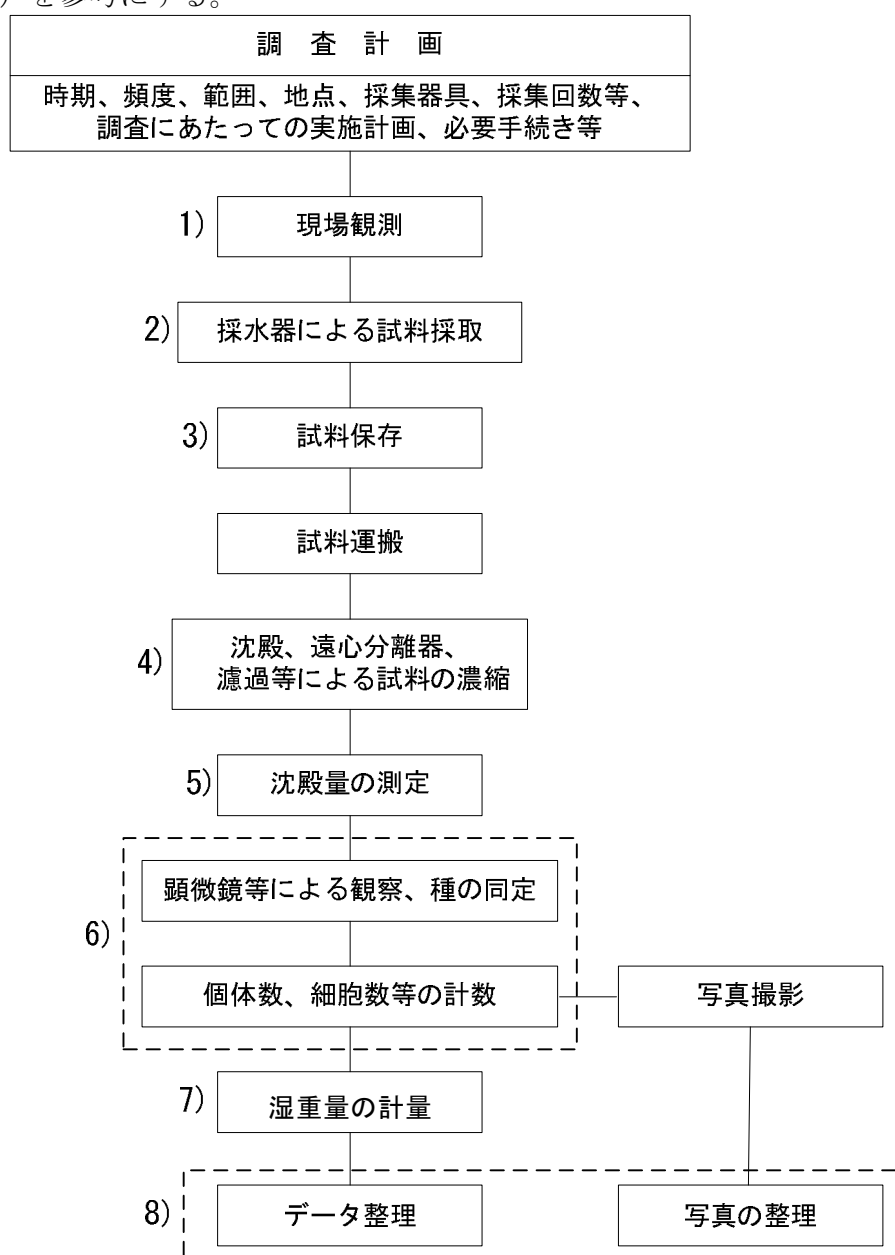 ）を参考にする。
調　査　計　画
時期、頻度、範囲、地点、採集器具、採集回数等、
調査にあたっての実施計画、必要手続き等
1) 現場観測
2) 採水器による試料採取
3) 試料保存
試料運搬
4) 沈殿、遠心分離器、
濾過等による試料の濃縮
5) 沈殿量の測定
顕微鏡等による観察、種の同定
6)
個体数、細胞数等の計数
写真撮影
7) 湿重量の計量
8) データ整理
写真の整理